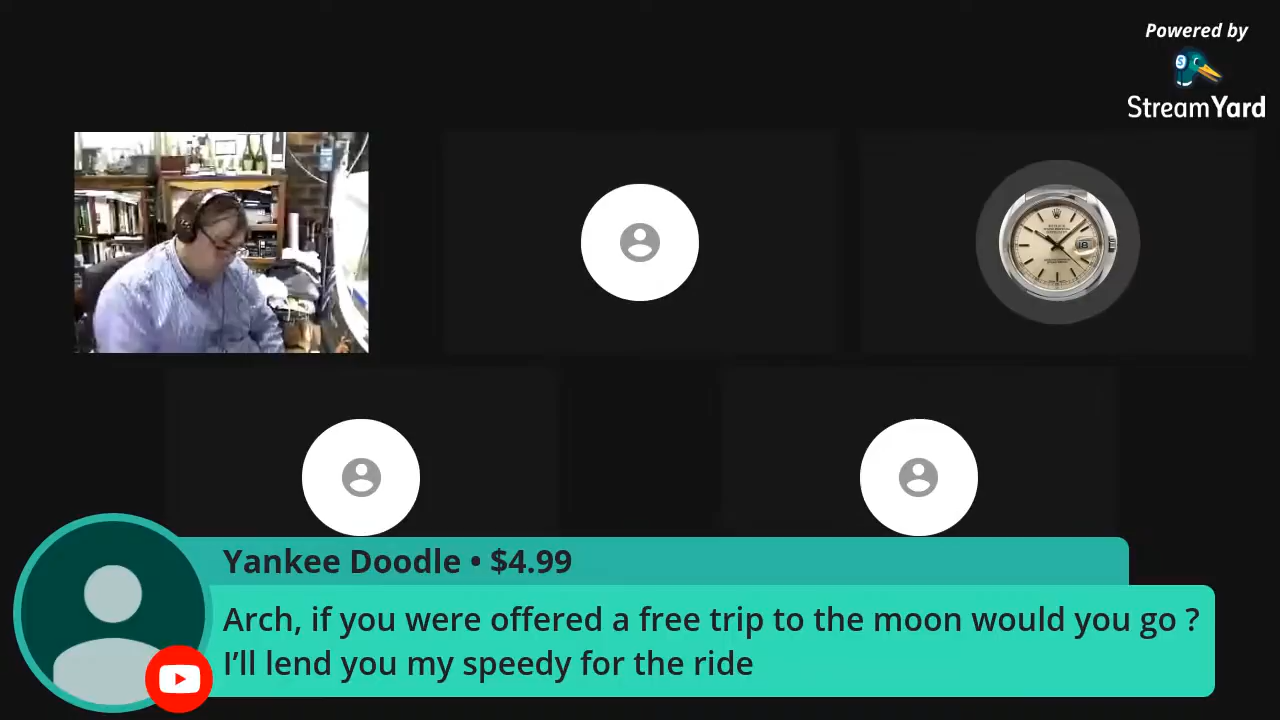 Powered by
StreamYard
Yankee Doodle • $4.99
Arch, if you were offered a free trip to the moon would you go ?
I'll lend you my speedy for the ride